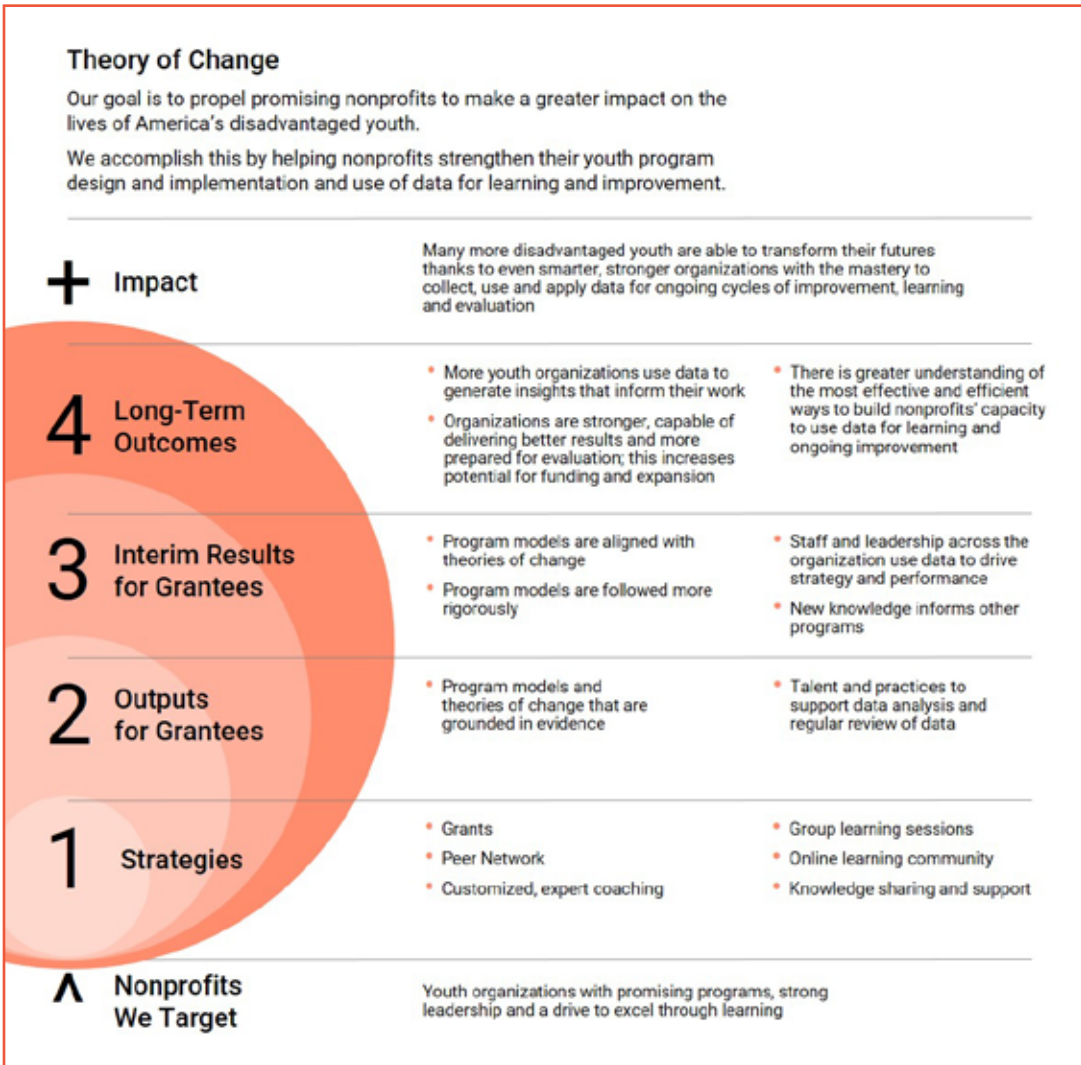 Theory of Change
Our goal is to propel promising nonprofits to make a greater impact on the
lives of America's disadvantaged youth.
We accomplish this by helping nonprofits strengthen their youth program
design and implementation and use of data for learning and improvement.
+ Impact
Many more disadvantaged youth are able to transform their futures
thanks to even smarter, stronger organizations with the mastery to
collect, use and apply data for ongoing cycles of improvement, learning
and evaluation
4 Long-Term
Outcomes
• More youth organizations use data to
generate insights that inform their work
• Organizations are stronger, capable of
delivering better results and more
prepared for evaluation; this increases
potential for funding and expansion
• There is greater understanding of
the most effective and efficient
ways to build nonprofits' capacity
to use data for learning and
ongoing improvement
3 Interim Results
for Grantees
• Program models are aligned with
theories of change
• Program models are followed more
rigorously
• Staff and leadership across the
organization use data to drive
strategy and performance
• New knowledge informs other
programs
2 Outputs
for Grantees
• Program models and
theories of change that are
grounded in evidence
• Talent and practices to
support data analysis and
regular review of data
1 Strategies
• Grants
• Peer Network
• Customized, expert coaching
• Group learning sessions
• Online learning community
• Knowledge sharing and support
^ Nonprofits
We Target
Youth organizations with promising programs, strong
leadership and a drive to excel through learning